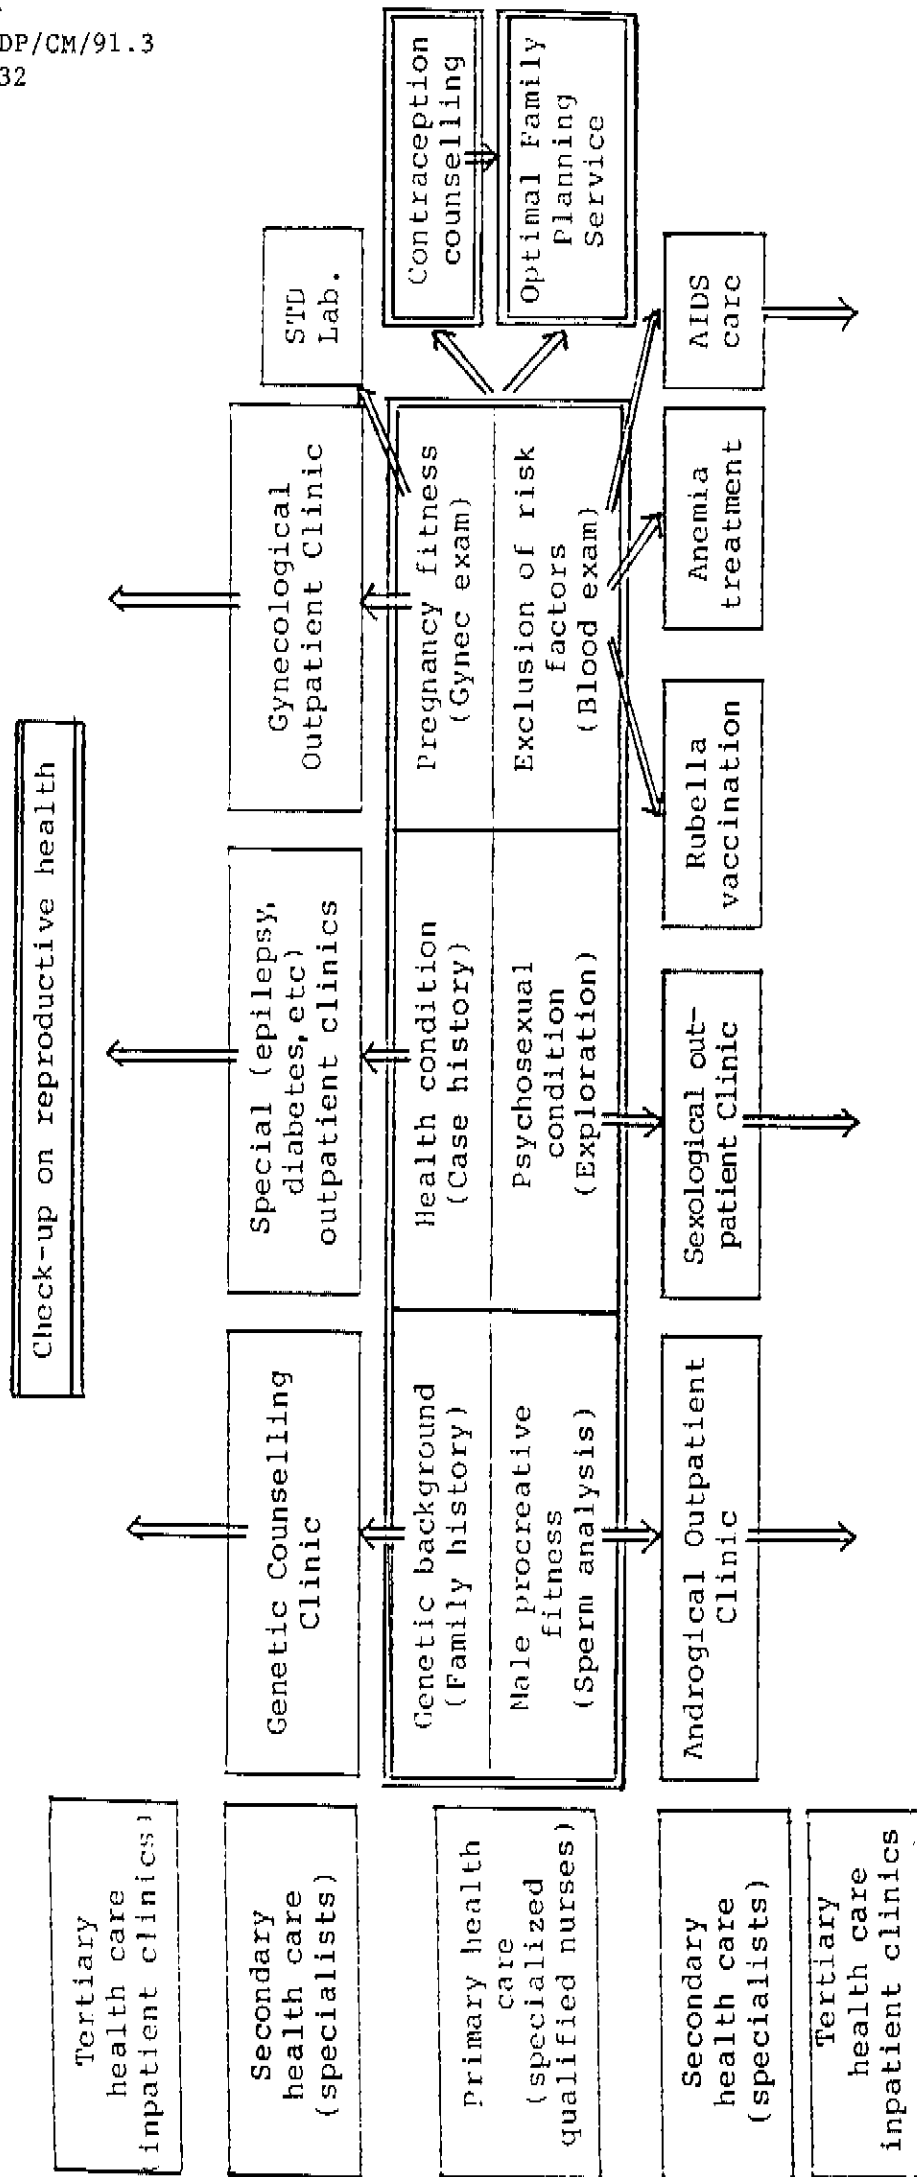 DP/CM/91.3
32
Check-up on reproductive health
Tertiary
health care
(inpatient clinics)
Secondary
health care
(specialists)
Genetic Counselling
Clinic
Special (epilepsy,
diabetes,etc)
outpatient clinics
Gynecological
Outpatient Clinic
STD
Lab.
Primary health
care
(specialized
qualified nurses)
Genetic background
(Family history)
Male procreative
fitness
(Sperm analysis)
Health condition
(Case history)
Psychosexual
condition
(Exploration)
Pregnancy fitness
(Gynec exam)
Exclusion of risk
factors
(Blood exam)
Contraception
counselling
Optimal Family
Planning
Service
Secondary
health care
(specialists)
Androgical Outpatient
Clinic
Sexological out-
patient Clinic
Rubella
vaccination
Anemia
treatment
AIDS
care
Tertiary
health care
inpatient clinics